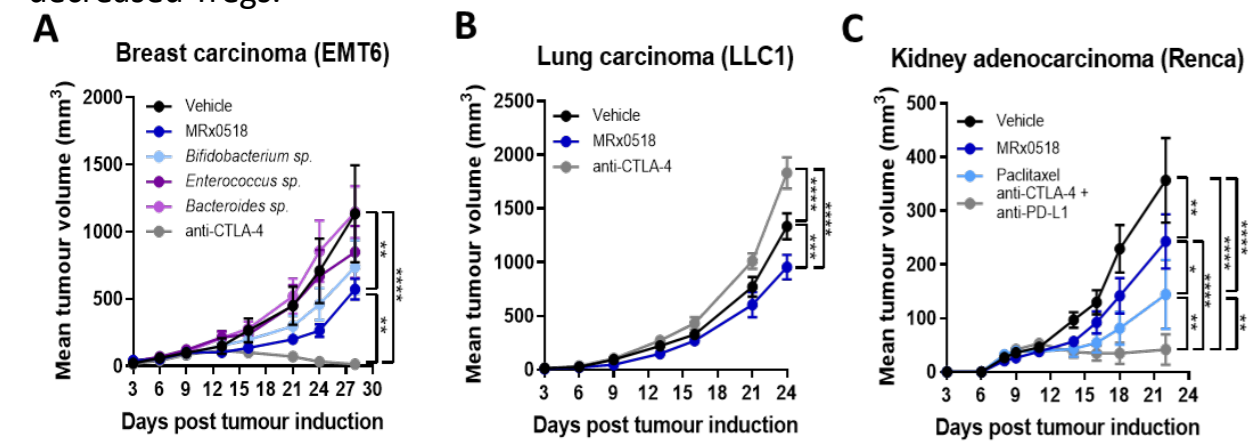 decreased Tregs.
A
Breast carcinoma (EMT6)
Mean tumour volume (mm³)
2000
1500
1000
500
0
Vehicle
MRx0518
Bifidobacterium sp.
Enterococcus sp.
Bacteroides sp.
anti-CTLA-4
**
**
****
3 6 9 12 15 18 21 24 27 30
Days post tumour induction
B
Lung carcinoma (LLC1)
Mean tumour volume (mm³)
2500
2000
1500
1000
500
0
Vehicle
MRx0518
anti-CTLA-4
****
***
****
3 6 9 12 15 18 21 24
Days post tumour induction
C
Kidney adenocarcinoma (Renca)
Mean tumour volume (mm³)
500
400
300
200
100
0
Vehicle
MRx0518
Paclitaxel
anti-CTLA-4 +
anti-PD-L1
**
*
**
****
****
****
**
3 6 9 12 15 18 21 24
Days post tumour induction